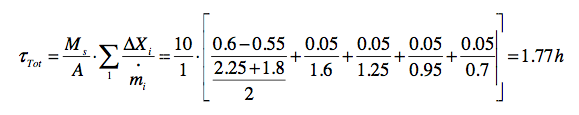 τ_Tot = M_s/A · ∑_1 ΔX_i/ṁ_i = 10/1 · [(0.6−0.55)/((2.25+1.8)/2) + 0.05/1.6 + 0.05/1.25 + 0.05/0.95 + 0.05/0.7] = 1.77h